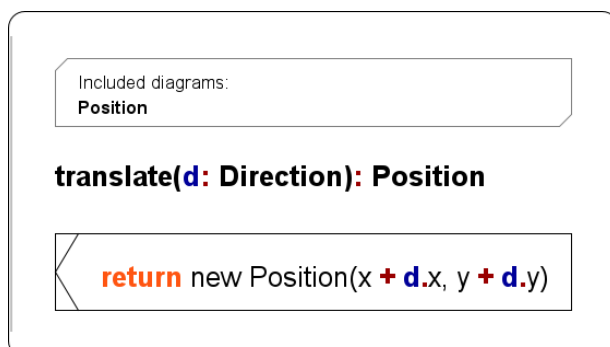 Included diagrams:
Position
translate(d: Direction): Position
return new Position(x + d.x, y + d.y)